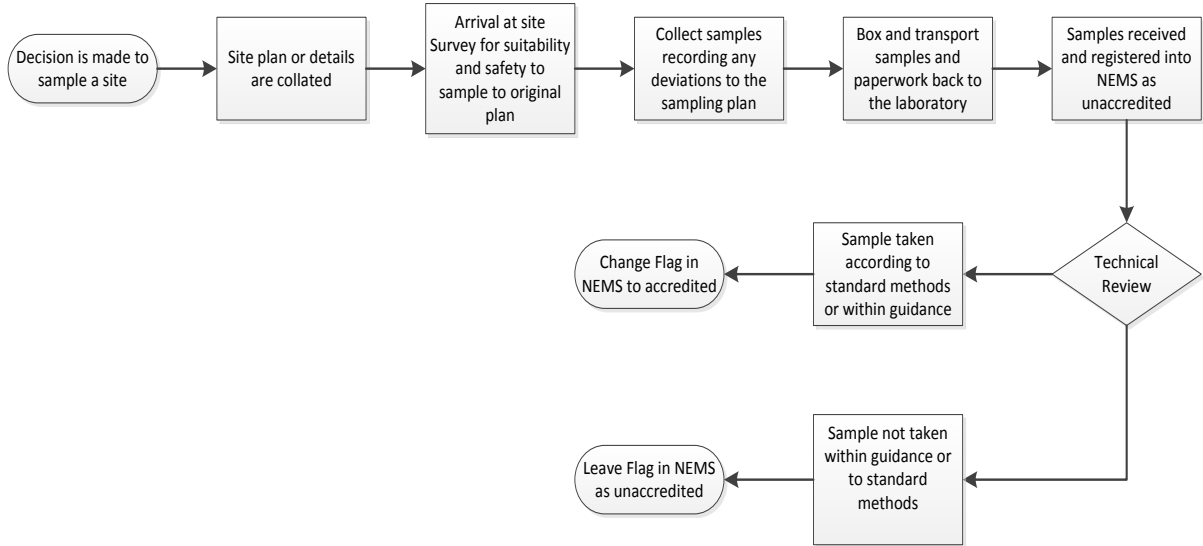 Decision is made to
sample a site
Site plan or details
are collated
Arrival at site
Survey for suitability
and safety to
sample to original
plan
Collect samples
recording any
deviations to the
sampling plan
Box and transport
samples and
paperwork back to
the laboratory
Samples received
and registered into
NEMS as
unaccredited
Technical
Review
Sample taken
according to
standard methods
or within guidance
Change Flag in
NEMS to accredited
Sample not taken
within guidance or
to standard
methods
Leave Flag in NEMS
as unaccredited